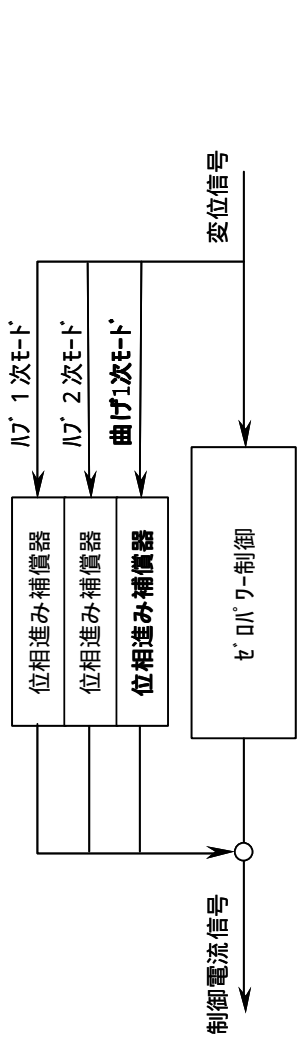 変位信号
ﾊﾌﾞ1次ﾓｰﾄﾞ
ﾊﾌﾞ2次ﾓｰﾄﾞ
曲げ1次ﾓｰﾄﾞ
位相進み補償器
位相進み補償器
位相進み補償器
ｾﾞﾛﾊﾟﾜｰ制御
制御電流信号